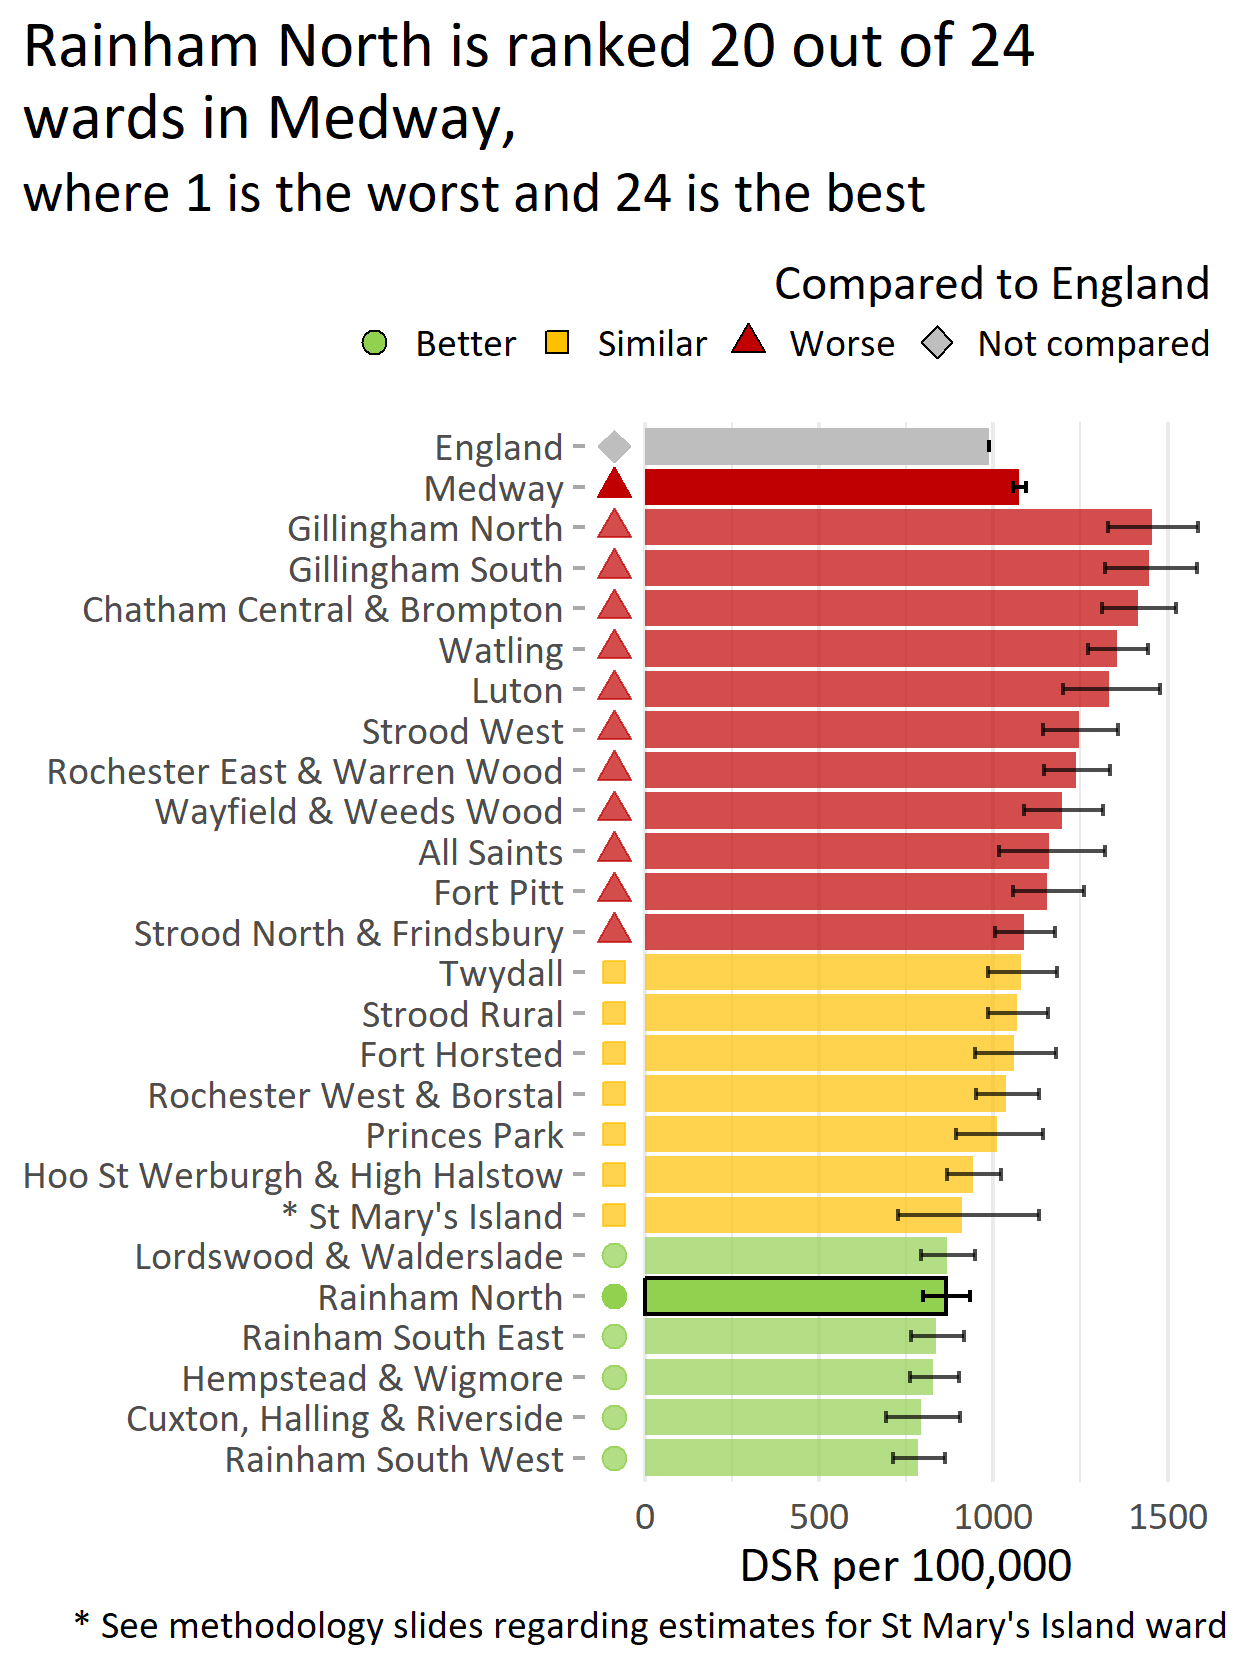 Rainham North is ranked 20 out of 24
wards in Medway,
where 1 is the worst and 24 is the best
Compared to England
Better Similar Worse Not compared
England
Medway
Gillingham North
Gillingham South
Chatham Central & Brompton
Watling
Luton
Strood West
Rochester East & Warren Wood
Wayfield & Weeds Wood
All Saints
Fort Pitt
Strood North & Frindsbury
Twydall
Strood Rural
Fort Horsted
Rochester West & Borstal
Princes Park
Hoo St Werburgh & High Halstow
* St Mary's Island
Lordswood & Walderslade
Rainham North
Rainham South East
Hempstead & Wigmore
Cuxton, Halling & Riverside
Rainham South West
0 500 1000 1500
DSR per 100,000
* See methodology slides regarding estimates for St Mary's Island ward